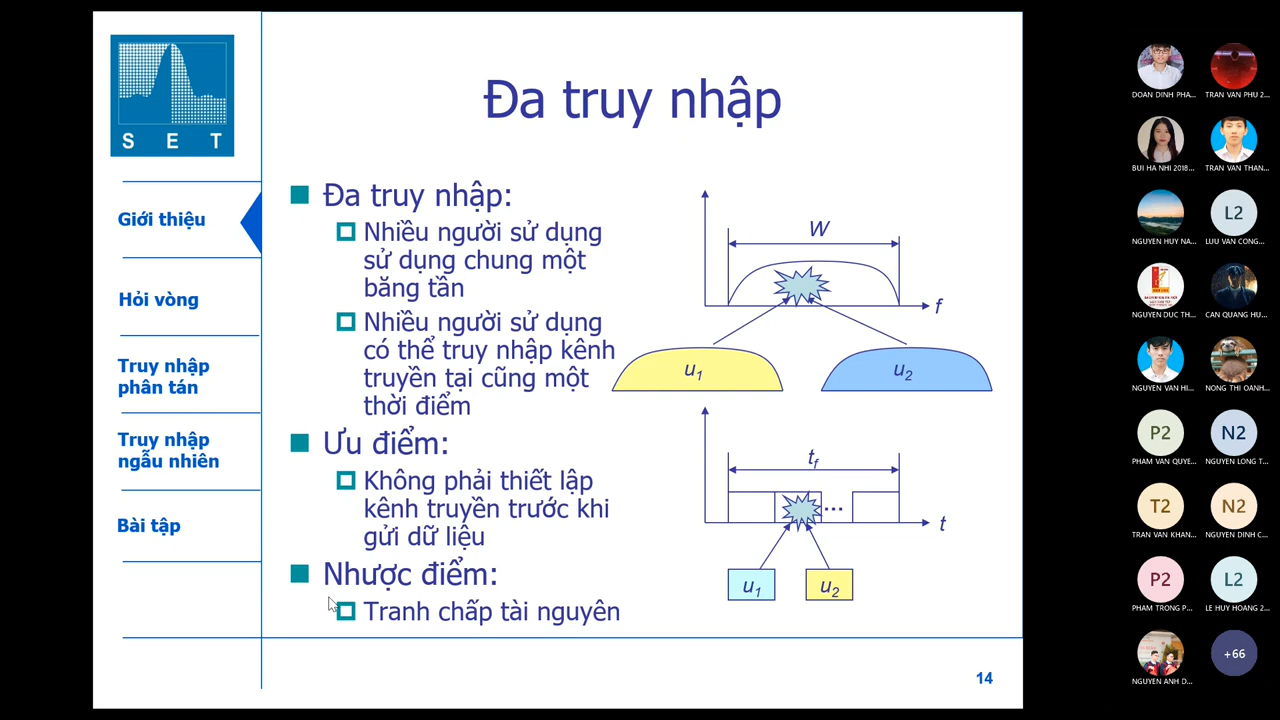 S E T
Đa truy nhập
Giới thiệu
Hỏi vòng
Truy nhập
phân tán
Truy nhập
ngẫu nhiên
Bài tập
Đa truy nhập:
Nhiều người sử dụng
sử dụng chung một
băng tần
Nhiều người sử dụng
có thể truy nhập kênh
truyền tại cũng một
thời điểm
Ưu điểm:
Không phải thiết lập
kênh truyền trước khi
gửi dữ liệu
Nhược điểm:
Tranh chấp tài nguyên
W
f
u1
u2
tf
...
t
u1
u2
14
DOAN DINH PHA...
TRAN VAN PHU 2...
BUI HA NHI 2018...
TRAN VAN THAN...
NGUYEN HUY NA...
L2
LUU VAN CONG...
NGUYEN DUC TH...
CAN QUANG HU...
NGUYEN VAN HI...
NONG THI OANH...
P2
PHAM VAN QUYE...
N2
NGUYEN LONG T...
T2
TRAN VAN KHAN...
N2
NGUYEN DINH C...
P2
PHAM TRONG P...
L2
LE HUY HOANG 2...
NGUYEN ANH D...
+66